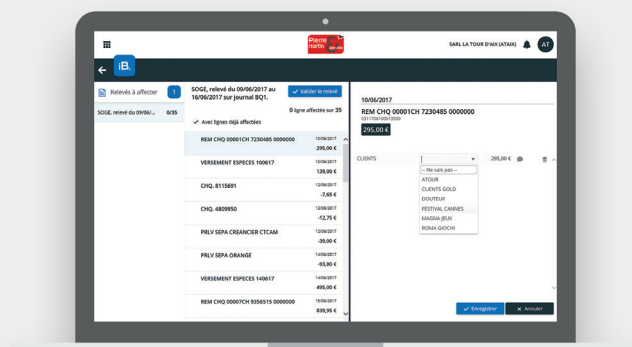 Pierre
martin
SARL LA TOUR D'AIX (ATAIX)
AT
iB.
Relevés à affecter
1
SOGE, relevé du 09/06/...
0/35
SOGE, relevé du 09/06/2017 au
16/06/2017 sur journal BQ1.
Valider le relevé
0 ligne affectée sur 35
Avec lignes déjà affectées
REM CHQ 00001CH 7230485 0000000
10/06/2017
295,00 €
VERSEMENT ESPECES 100617
10/06/2017
139,00 €
CHQ. 8115691
12/06/2017
-7,65 €
CHQ. 4809950
12/06/2017
-12,75 €
PRLV SEPA CREANCIER CTCAM
12/06/2017
-39,00 €
PRLV SEPA ORANGE
14/06/2017
-93,80 €
VERSEMENT ESPECES 140617
14/06/2017
495,00 €
REM CHQ 00007CH 9356515 0000000
15/06/2017
839,95 €
10/06/2017
REM CHQ 00001CH 7230485 0000000
295,00 €
CLIENTS
295,00 €
-- Ne sais pas --
ATOUR
CLIENTS GOLD
DOUTEUX
FESTIVAL CANNES
MAGNA JEUX
ROMA GIOCHI
Enregistrer
Annuler